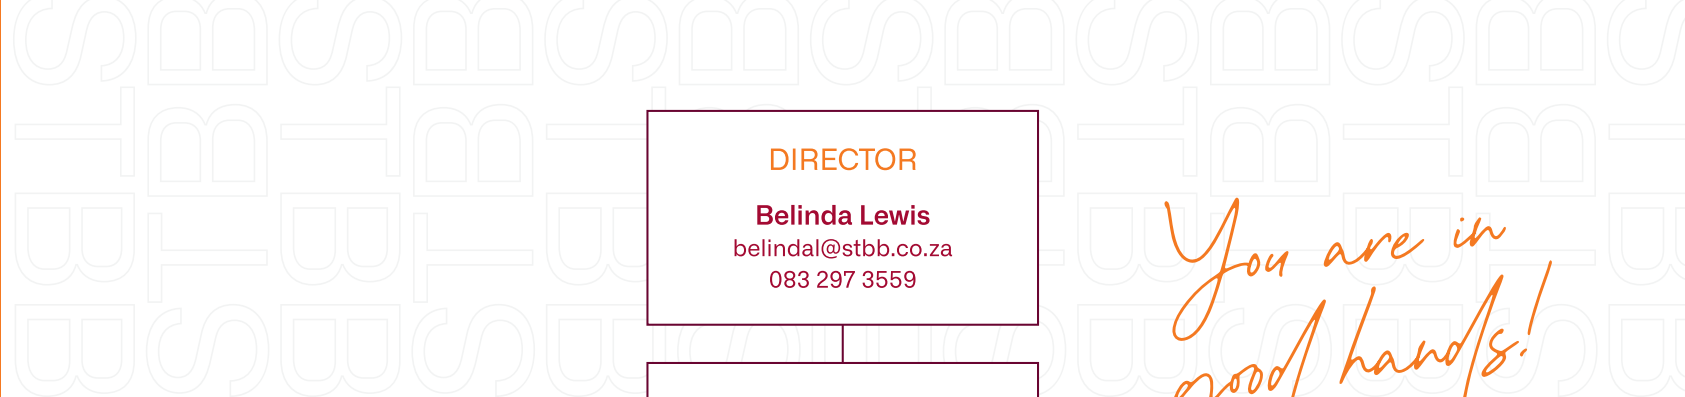 DIRECTOR
Belinda Lewis
belindal@stbb.co.za
083 297 3559
You are in
good hands!